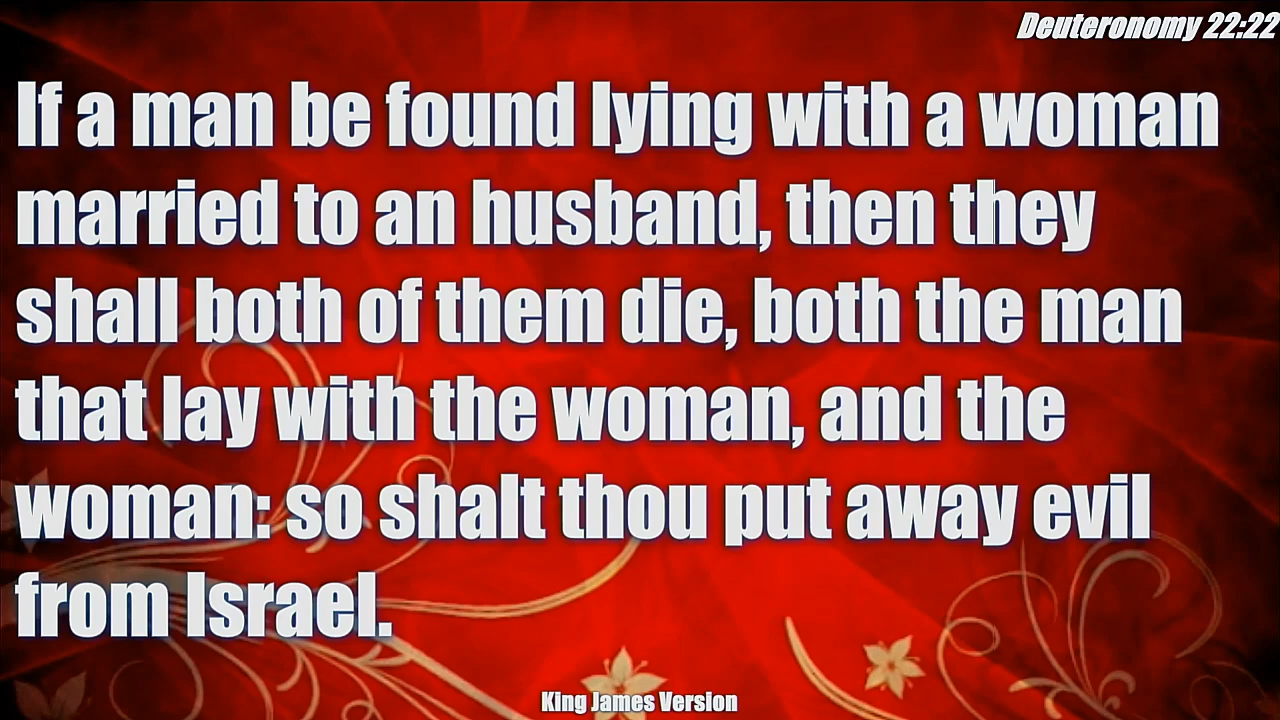 Deuteronomy 22:22
If a man be found lying with a woman
married to an husband, then they
shall both of them die, both the man
that lay with the woman, and the
woman: so shalt thou put away evil
from Israel.
King James Version